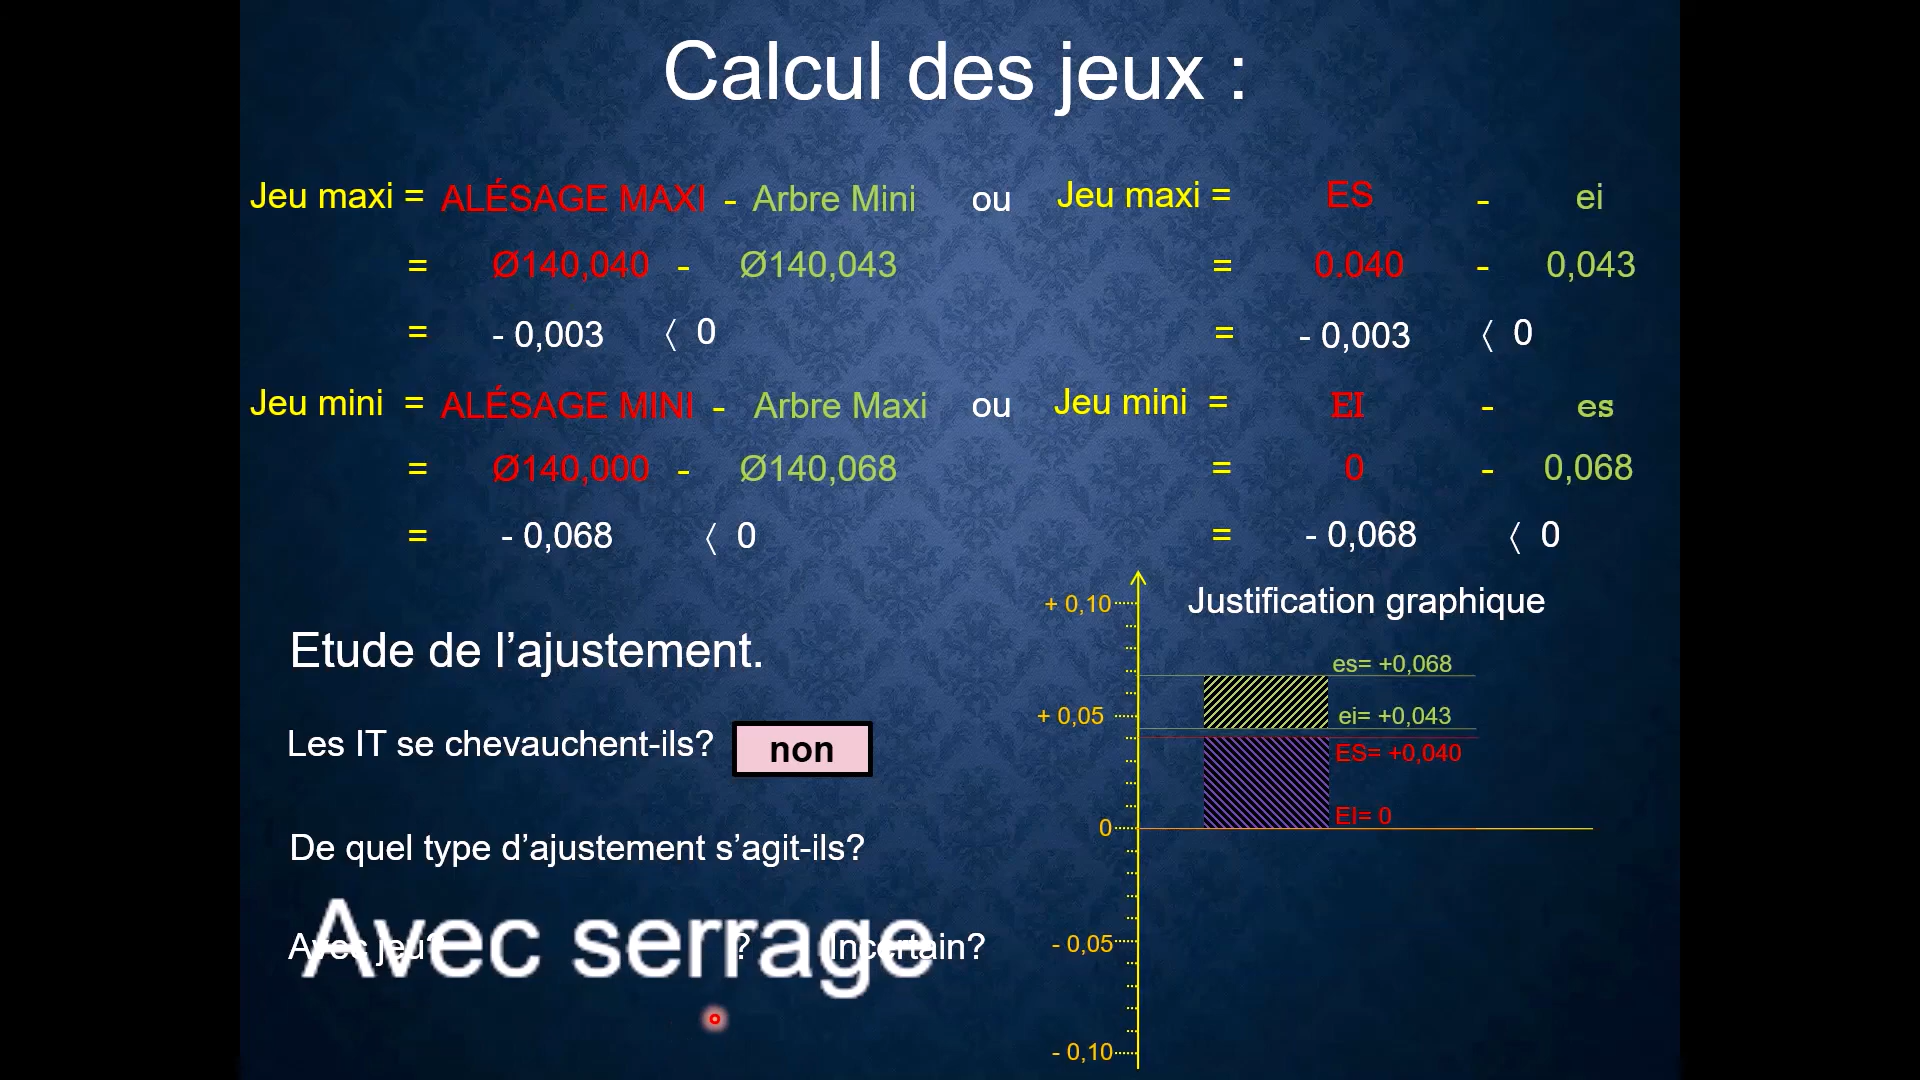 Calcul des jeux :
Jeu maxi = ALÉSAGE MAXI - Arbre Mini ou Jeu maxi = ES - ei
= Ø140,040 - Ø140,043 = 0.040 - 0,043
= - 0,003 〈 0 = - 0,003 〈 0
Jeu mini = ALÉSAGE MINI - Arbre Maxi ou Jeu mini = EI - es
= Ø140,000 - Ø140,068 = 0 - 0,068
= - 0,068 〈 0 = - 0,068 〈 0
Etude de l’ajustement.
Les IT se chevauchent-ils? non
De quel type d’ajustement s’agit-ils?
Avec jeu? ? Incertain?
Avec serrage
Justification graphique
+ 0,10
es= +0,068
+ 0,05
ei= +0,043
ES= +0,040
EI= 0
0
- 0,05
- 0,10